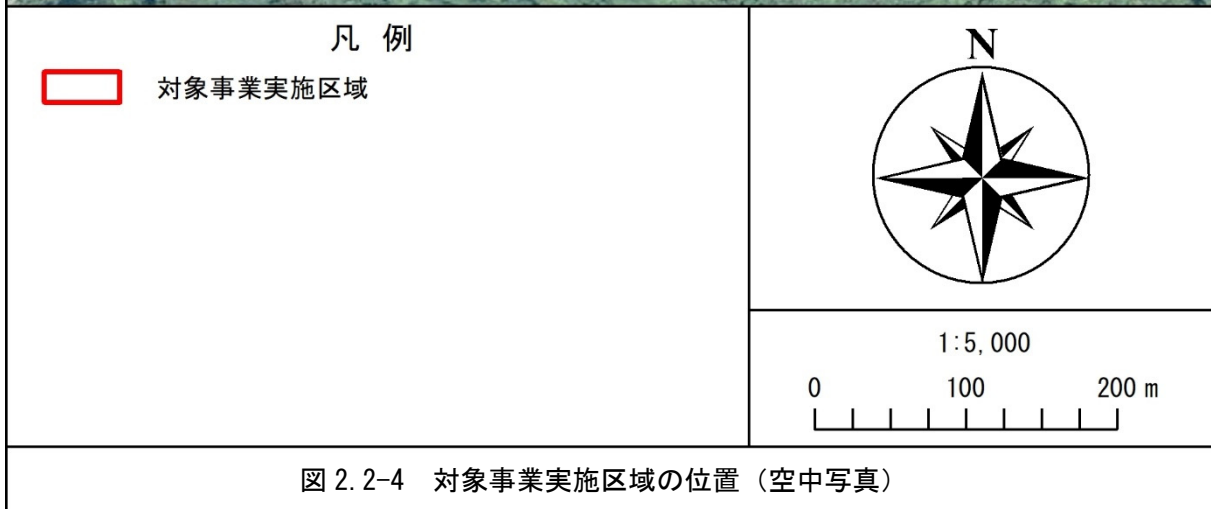 凡 例
対象事業実施区域
N
1:5,000
0 100 200 m
図 2.2-4 対象事業実施区域の位置（空中写真）